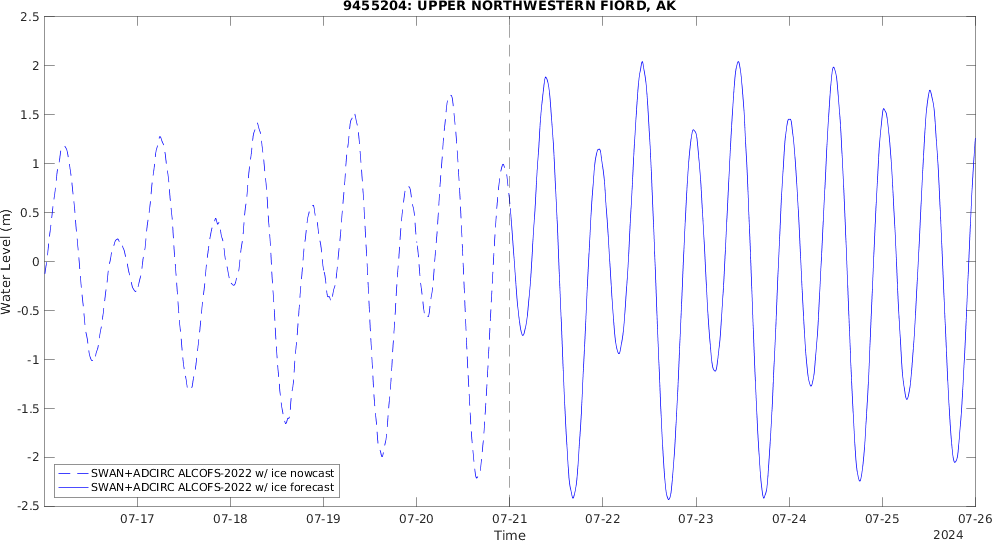 9455204: UPPER NORTHWESTERN FIORD, AK
2.5
2
1.5
1
0.5
0
-0.5
-1
-1.5
-2
-2.5
Water Level (m)
SWAN+ADCIRC ALCOFS-2022 w/ ice nowcast
SWAN+ADCIRC ALCOFS-2022 w/ ice forecast
07-17 07-18 07-19 07-20 07-21 07-22 07-23 07-24 07-25 07-26
Time
2024